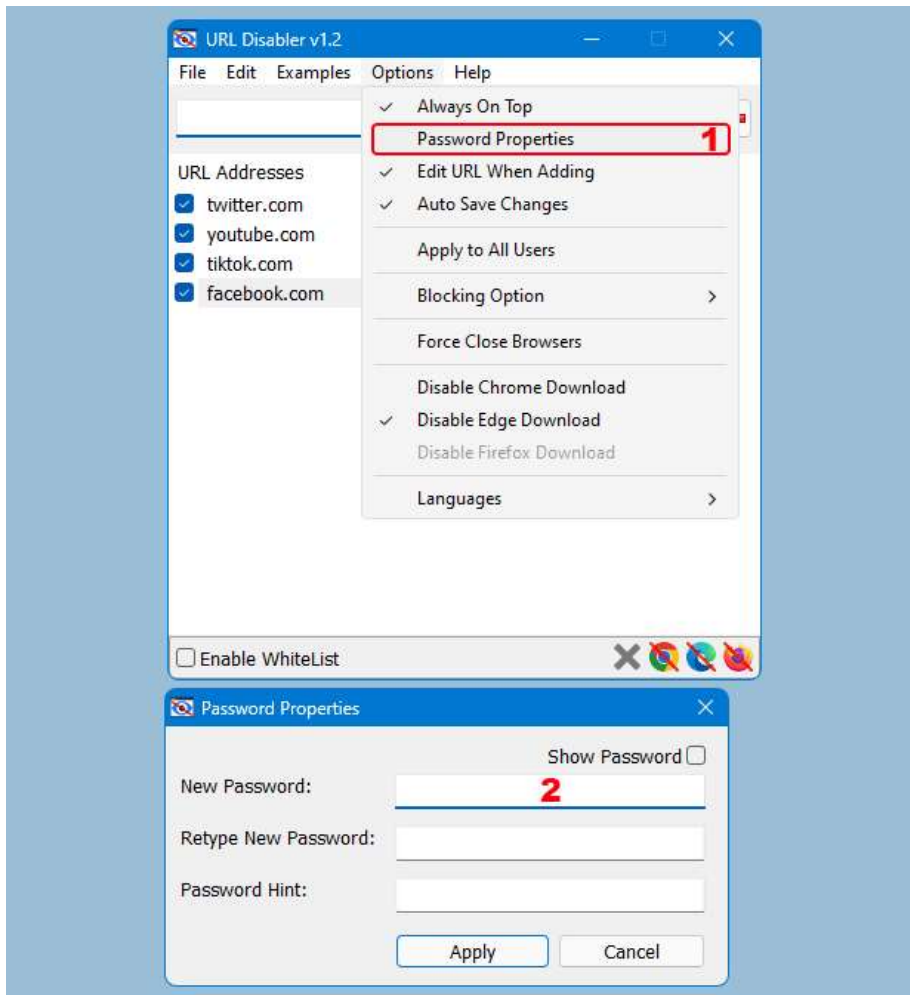 URL Disabler v1.2
File Edit Examples Options Help
Always On Top
Password Properties 1
URL Addresses
Edit URL When Adding
twitter.com
Auto Save Changes
youtube.com
Apply to All Users
tiktok.com
facebook.com
Blocking Option
Force Close Browsers
Disable Chrome Download
Disable Edge Download
Disable Firefox Download
Languages
Enable WhiteList
Password Properties
Show Password
New Password: 2
Retype New Password:
Password Hint:
Apply Cancel